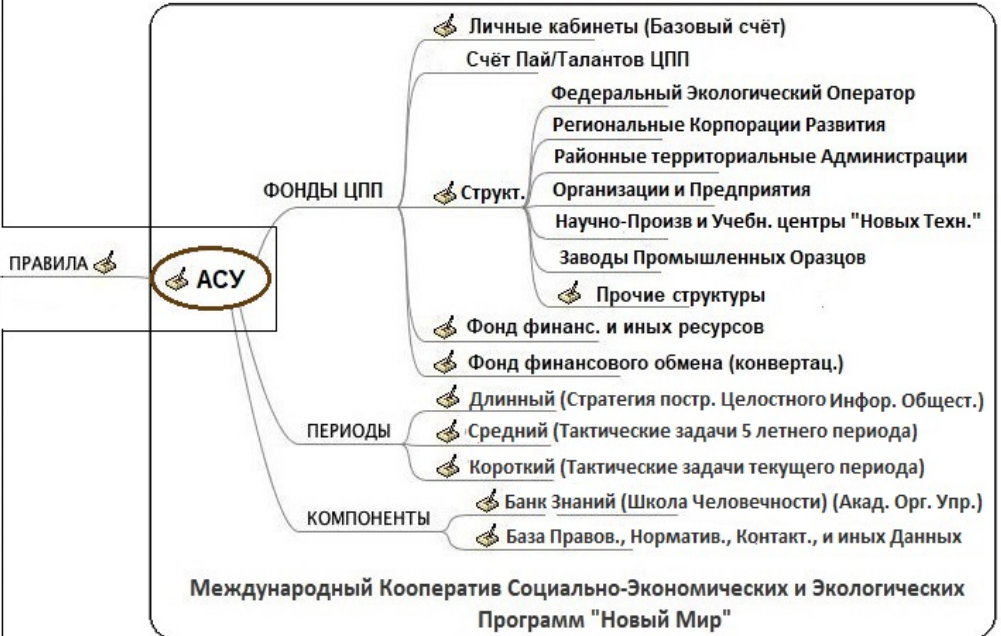 Личные кабинеты (Базовый счёт)
Счёт Пай/Талантов ЦПП
Федеральный Экологический Оператор
Региональные Корпорации Развития
Районные территориальные Администрации
ФОНДЫ ЦПП
Структ.
Организации и Предприятия
Научно-Произв и Учебн. центры "Новых Техн."
ПРАВИЛА
АСУ
Заводы Промышленных Оразцов
Прочие структуры
Фонд финанс. и иных ресурсов
Фонд финансового обмена (конвертац.)
Длинный (Стратегия постр. Целостного Инфор. Общест.)
ПЕРИОДЫ
Средний (Тактические задачи 5 летнего периода)
Короткий (Тактические задачи текущего периода)
Банк Знаний (Школа Человечности) (Акад. Орг. Упр.)
КОМПОНЕНТЫ
База Правов., Норматив., Контакт., и иных Данных
Международный Кооператив Социально-Экономических и Экологических
Программ "Новый Мир"